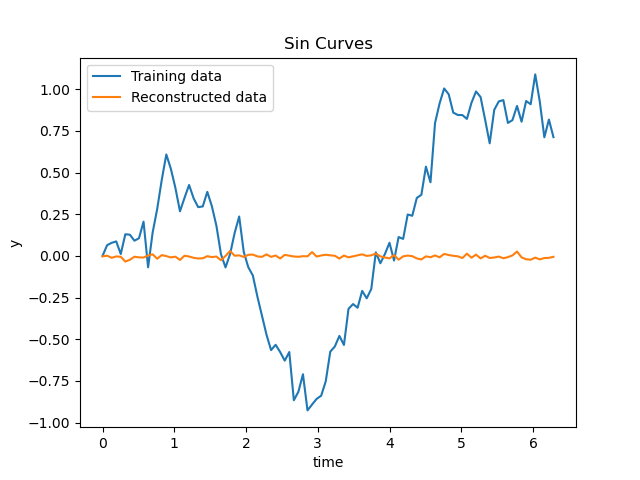 Sin Curves
Training data
Reconstructed data
1.00
0.75
0.50
0.25
0.00
−0.25
−0.50
−0.75
−1.00
y
0 1 2 3 4 5 6
time